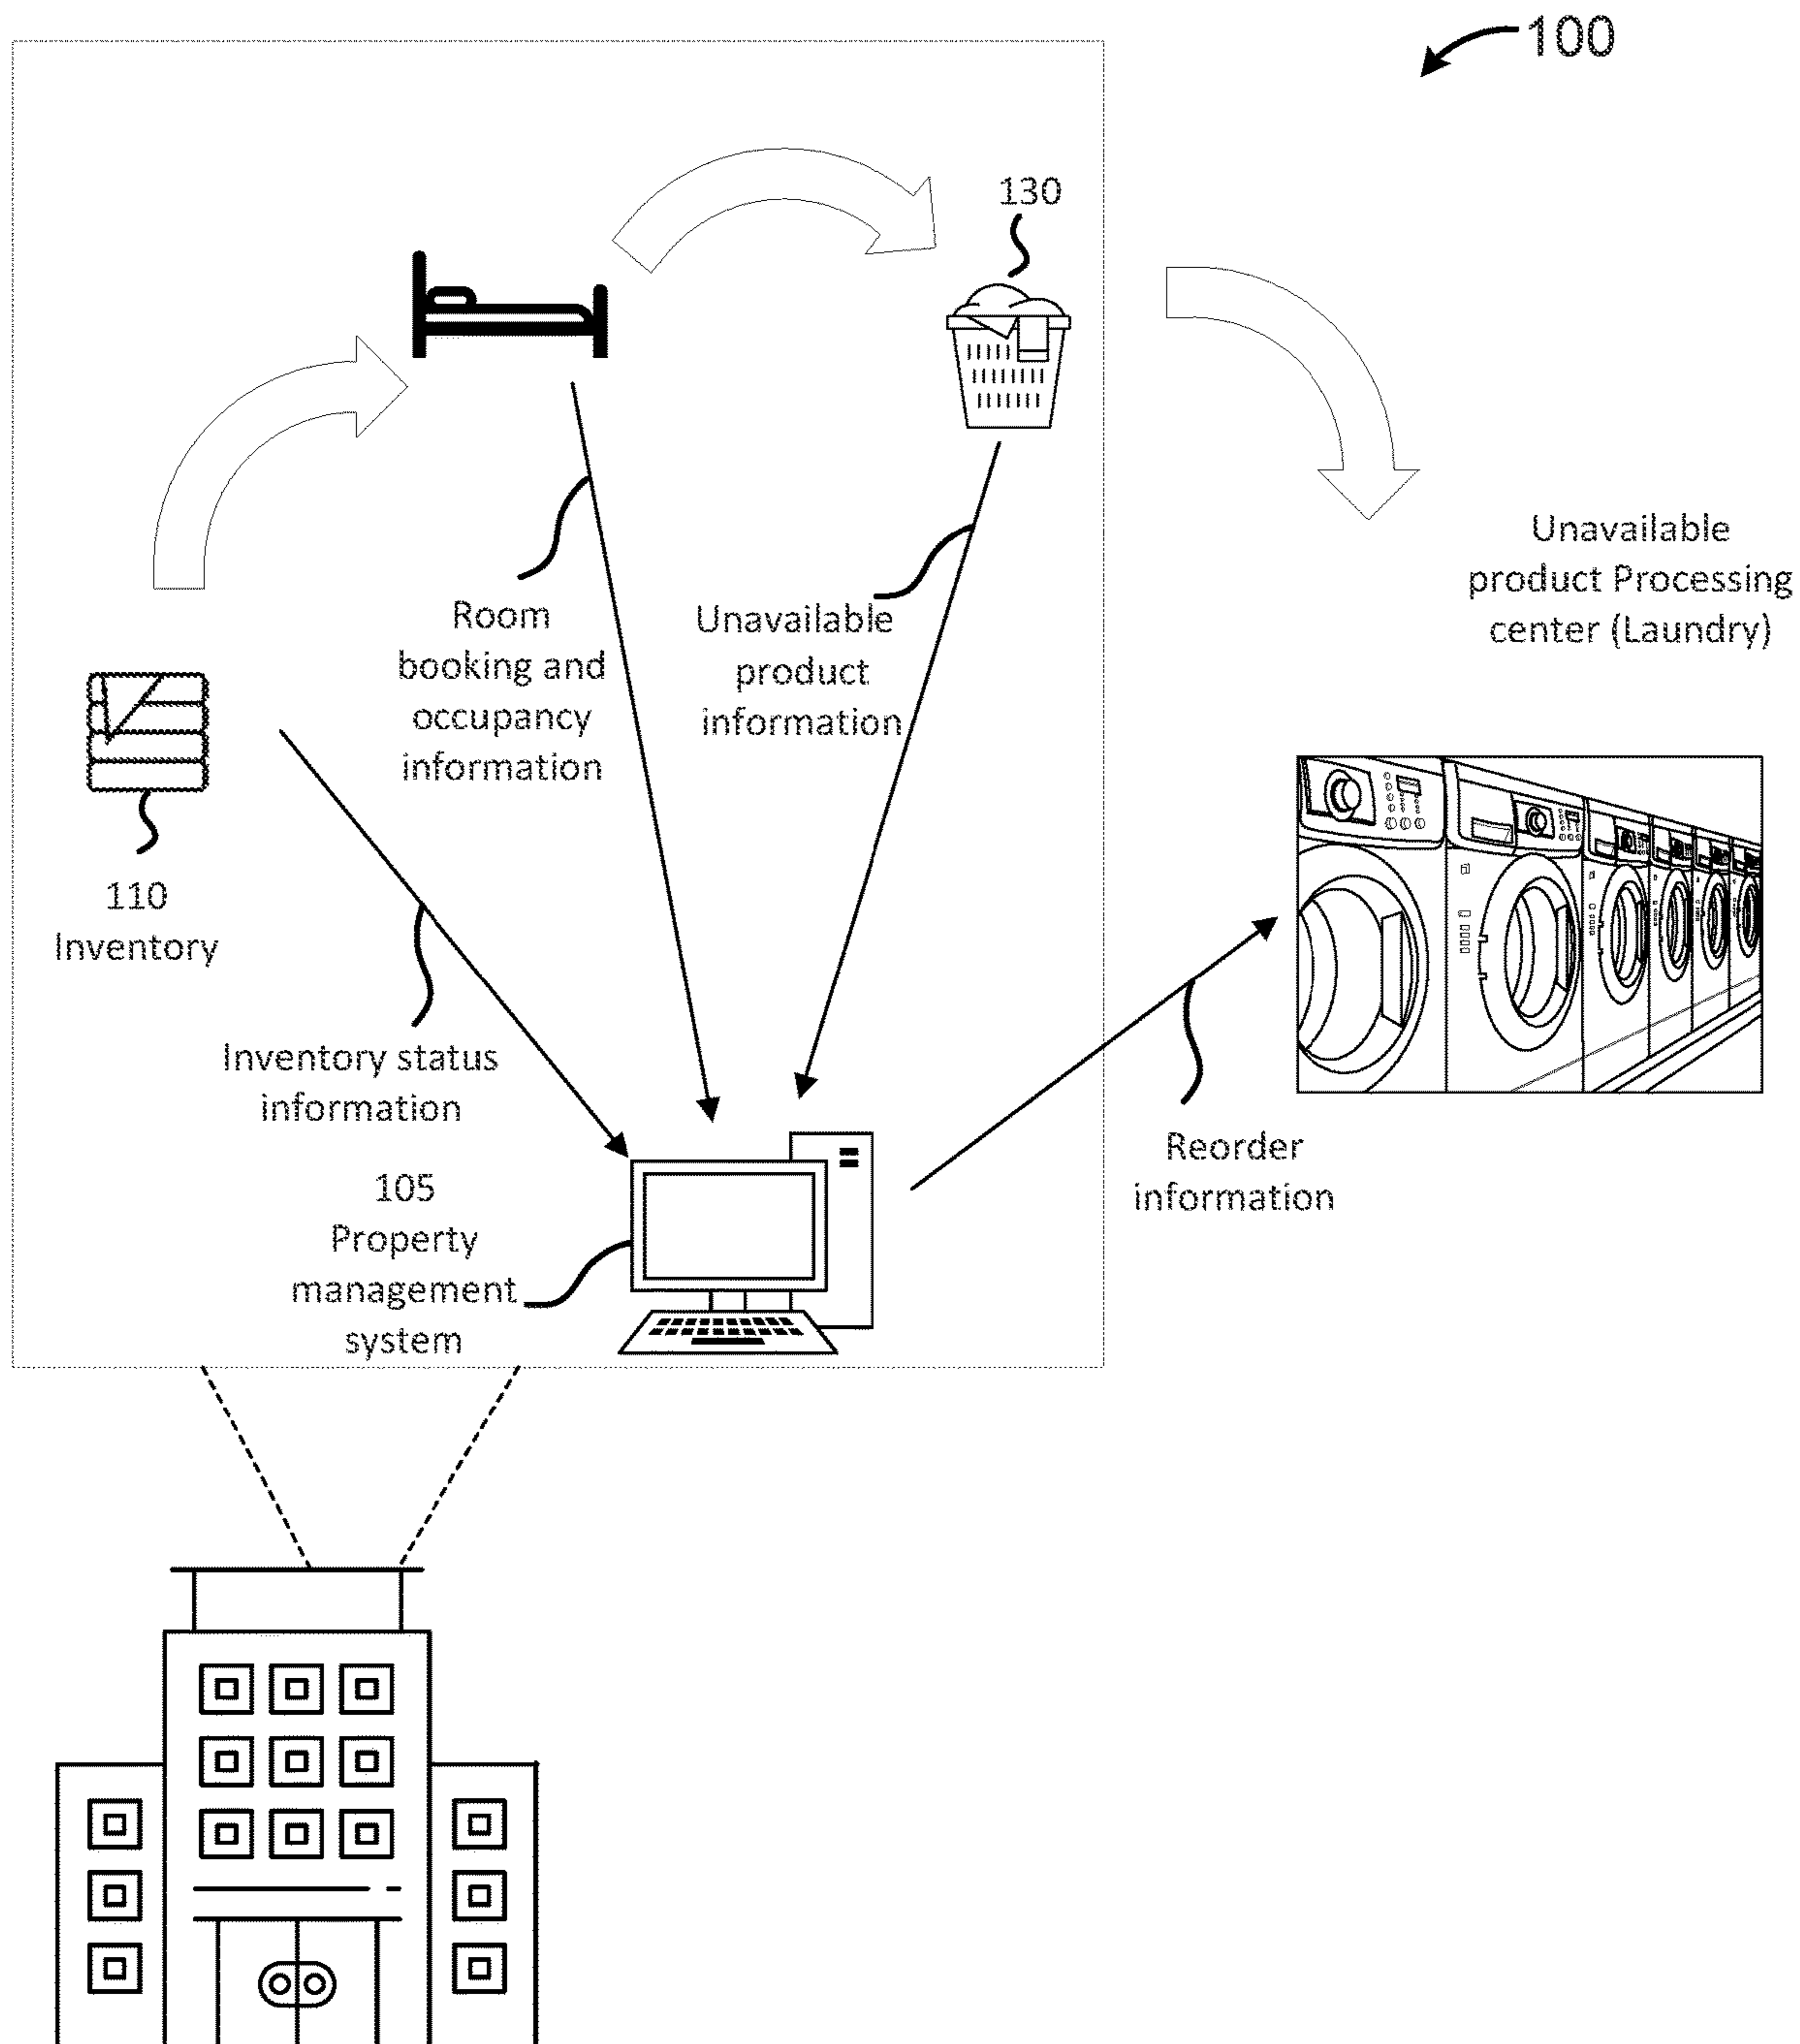 100
130
Unavailable
product Processing
center (Laundry)
Room
booking and
occupancy
information
Unavailable
product
information
110
Inventory
Inventory status
information
105
Property
management
system
Reorder
information